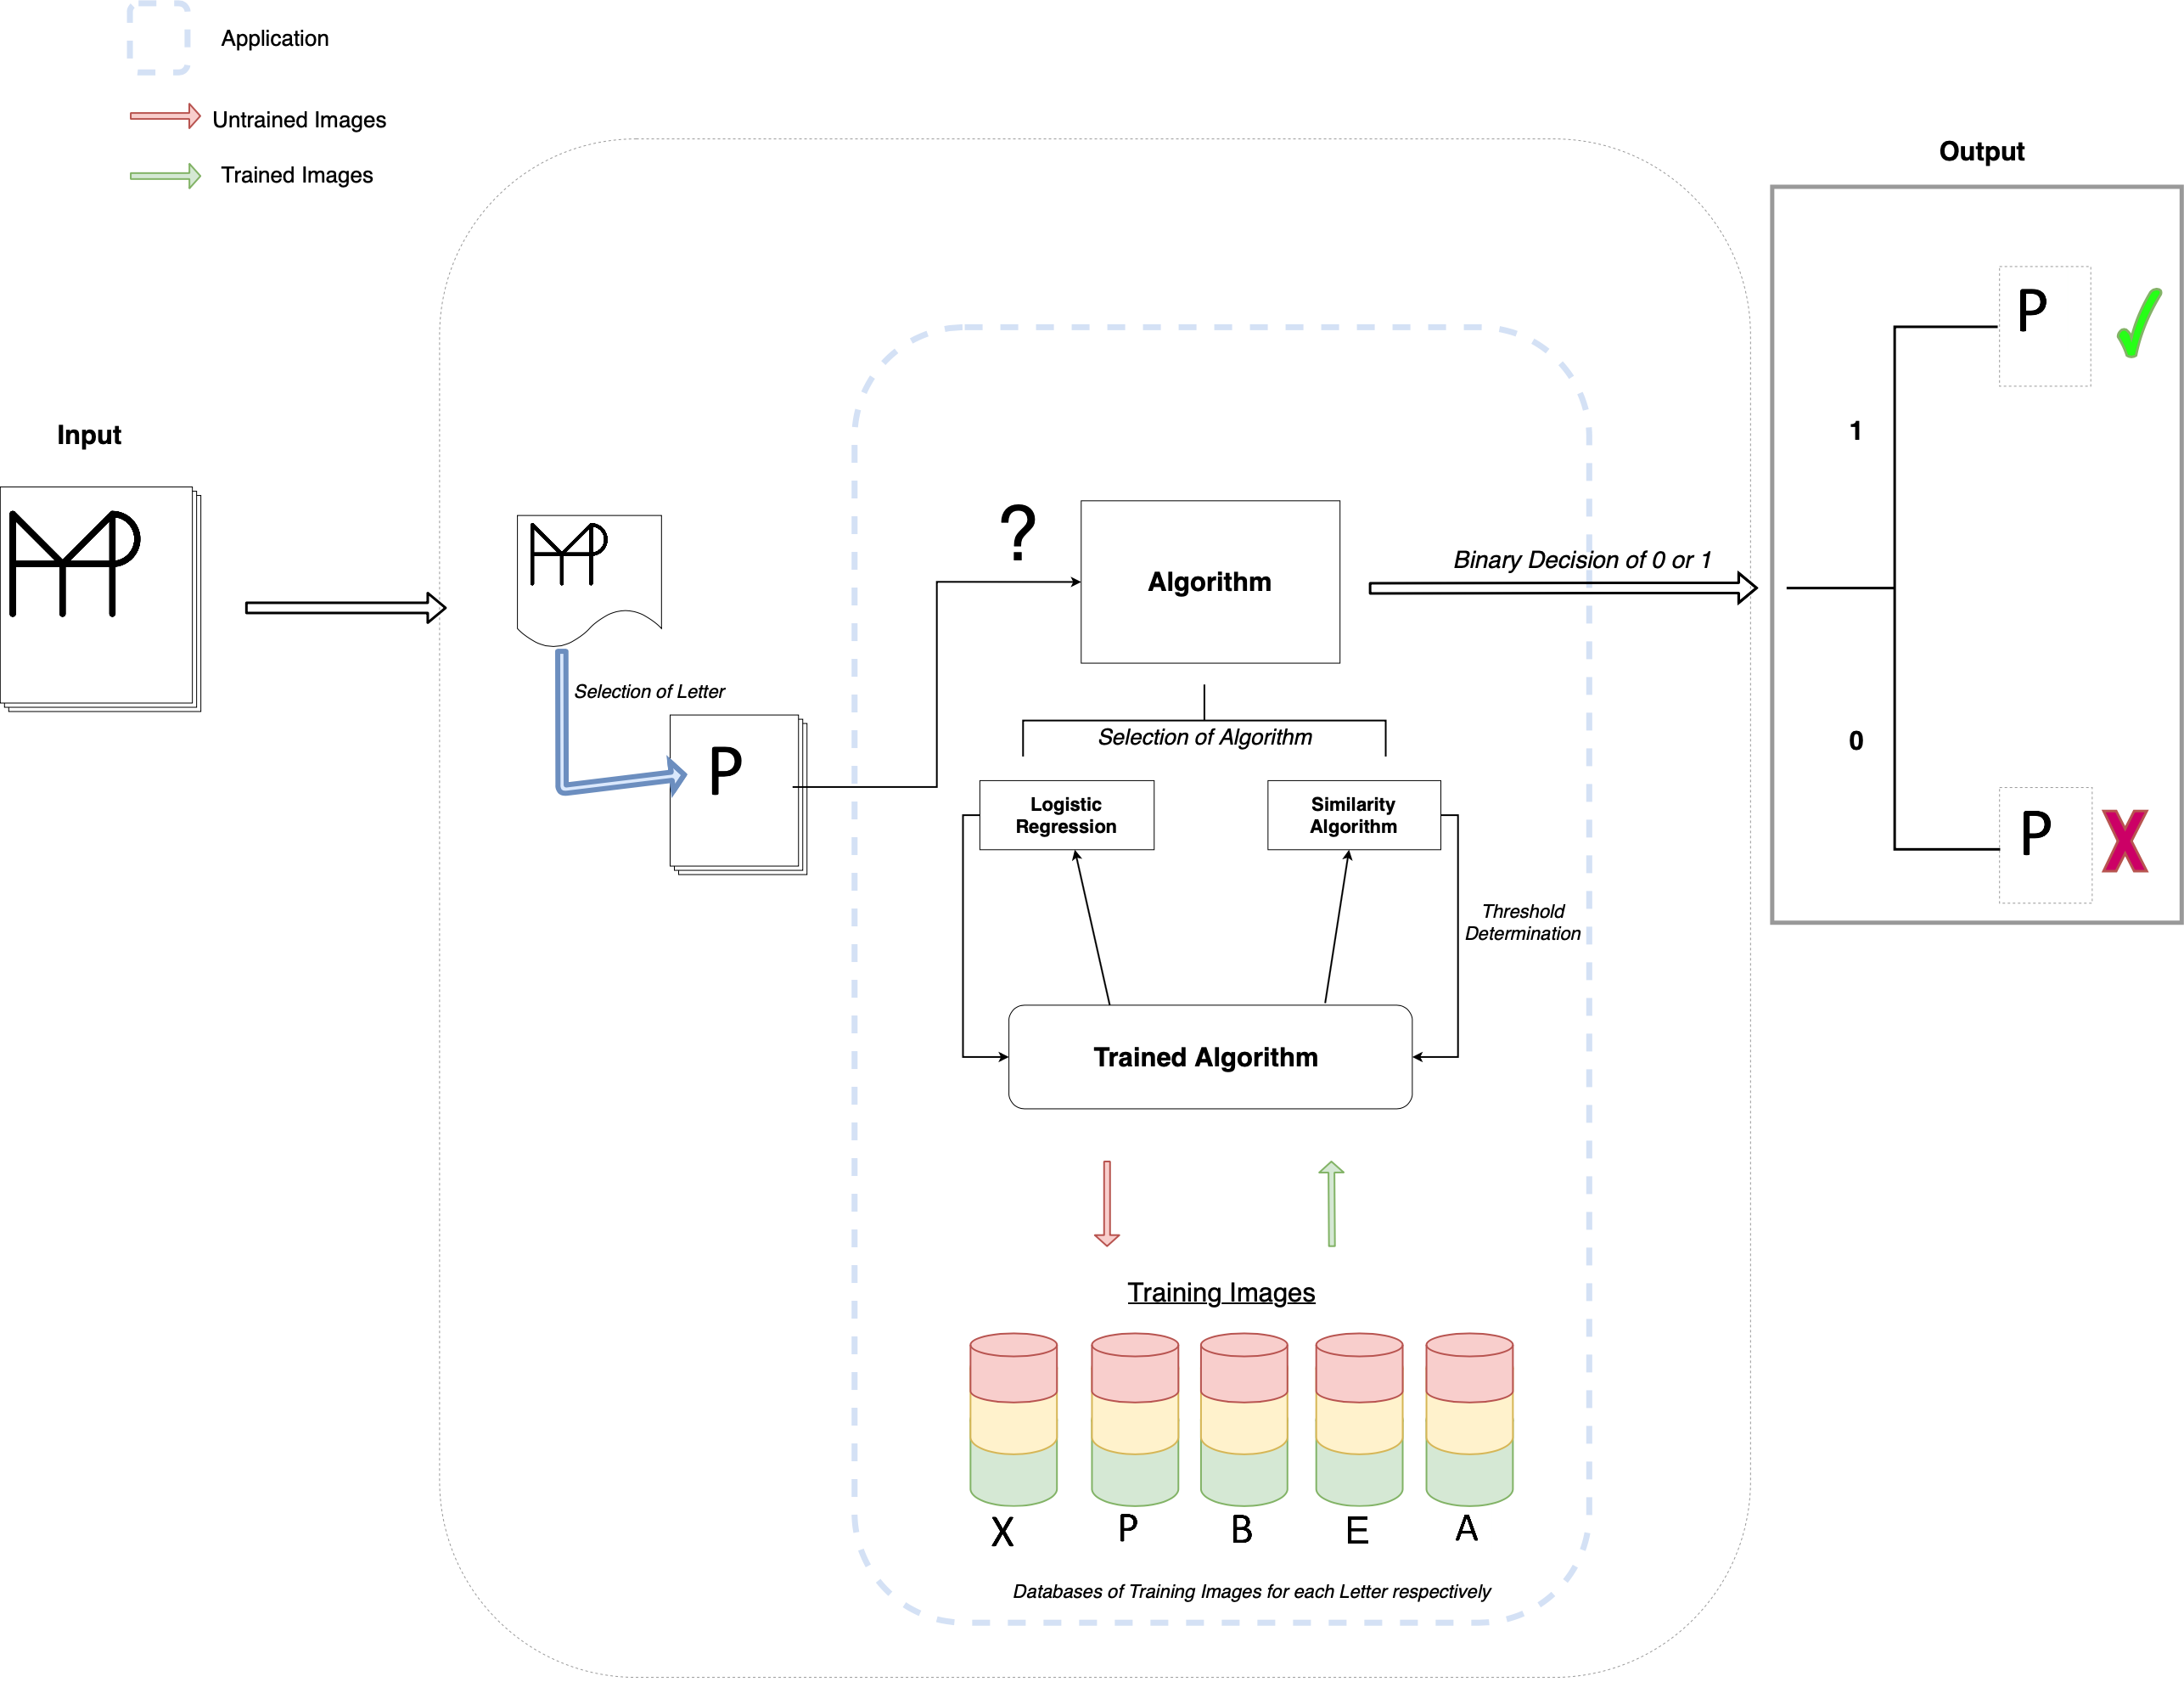 Application
Untrained Images
Trained Images
Output
P
1
Input
?
Algorithm
Binary Decision of 0 or 1
Selection of Letter
P
Selection of Algorithm
0
Logistic
Regression
Similarity
Algorithm
P
X
Threshold
Determination
Trained Algorithm
Training Images
X P B E A
Databases of Training Images for each Letter respectively